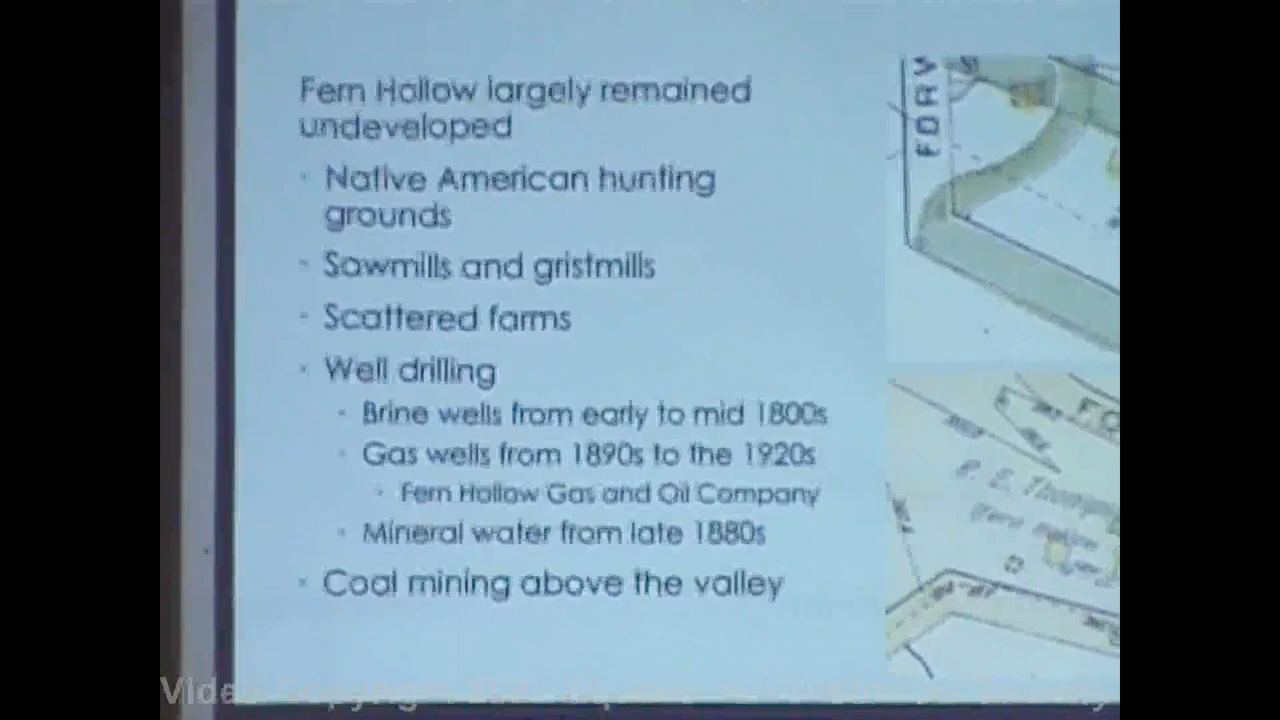 Fern Hollow largely remained
undeveloped
Native American hunting
grounds
Sawmills and gristmills
Scattered farms
Well drilling
Brine wells from early to mid 1800s
Gas wells from 1890s to the 1920s
Fern Hollow Gas and Oil Company
Mineral water from late 1880s
Coal mining above the valley
FORW
FO